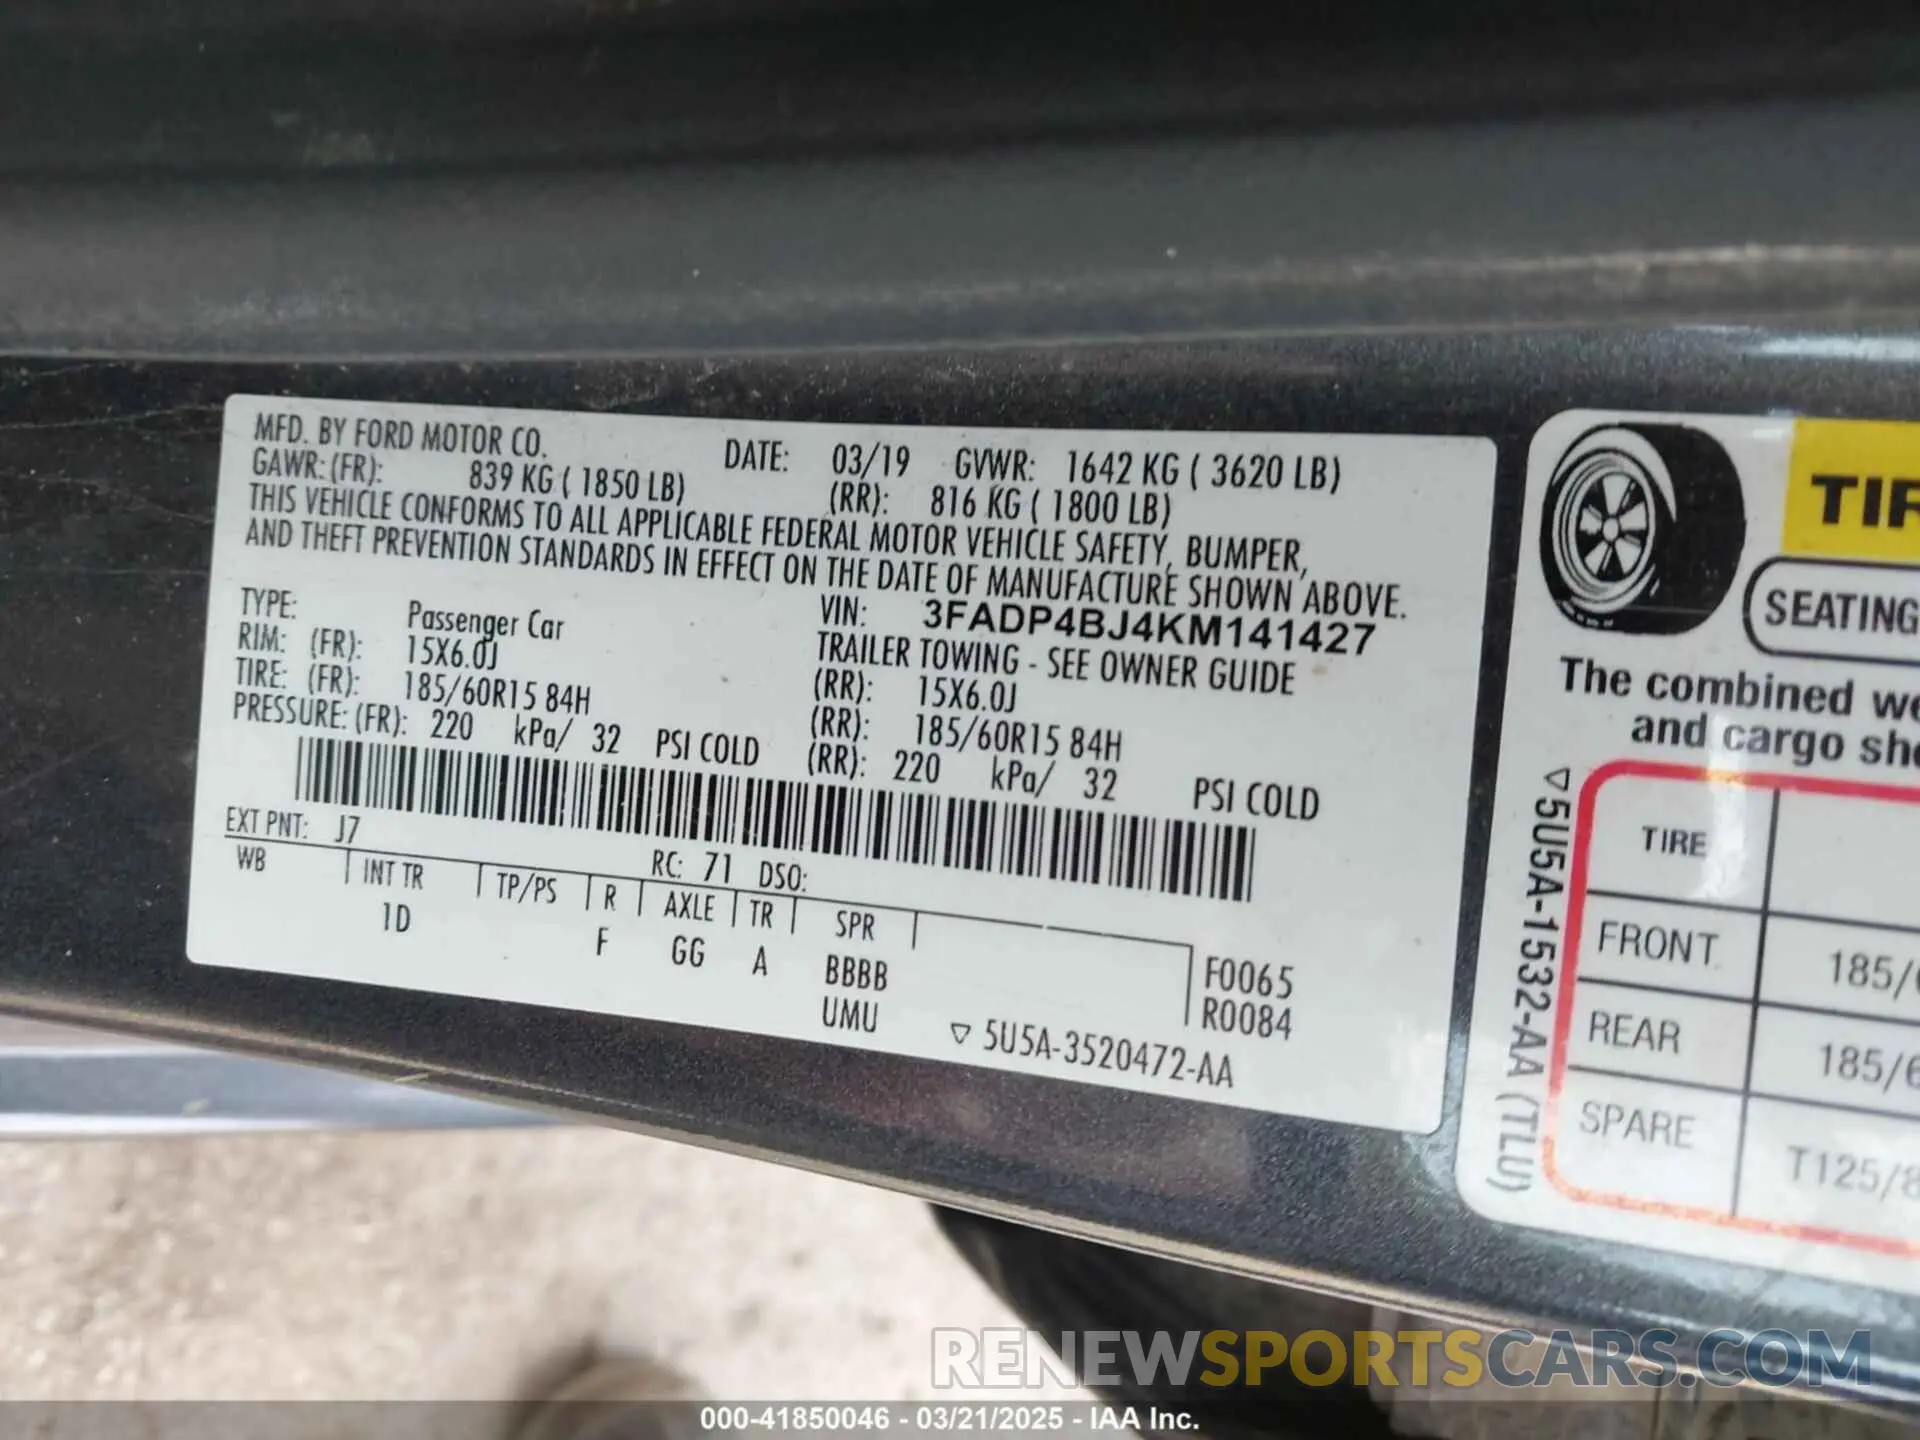 MFD. BY FORD MOTOR CO.
DATE: 03/19 GVWR: 1642 KG ( 3620 LB)
GAWR: (FR): 839 KG ( 1850 LB) (RR): 816 KG ( 1800 LB)
THIS VEHICLE CONFORMS TO ALL APPLICABLE FEDERAL MOTOR VEHICLE SAFETY, BUMPER,
AND THEFT PREVENTION STANDARDS IN EFFECT ON THE DATE OF MANUFACTURE SHOWN ABOVE.
TYPE: Passenger Car VIN: 3FADP4BJ4KM141427
TRAILER TOWING - SEE OWNER GUIDE
RIM: (FR): 15X6.0J (RR): 15X6.0J
TIRE: (FR): 185/60R15 84H (RR): 185/60R15 84H
PRESSURE: (FR): 220 kPa/ 32 PSI COLD (RR): 220 kPa/ 32 PSI COLD
EXT PNT: J7 RC: 71 DSO:
WB INT TR TP/PS R AXLE TR SPR
1D F GG A BBBB F0065
UMU R0084
▽ 5U5A-3520472-AA
TIR
SEATING
The combined we
and cargo sho
TIRE
FRONT 185/6
REAR 185/6
SPARE T125/8
▽5U5A-1532-AA (TLU)
RENEWSPORTSCARS.COM
000-41850046 - 03/21/2025 - IAA Inc.